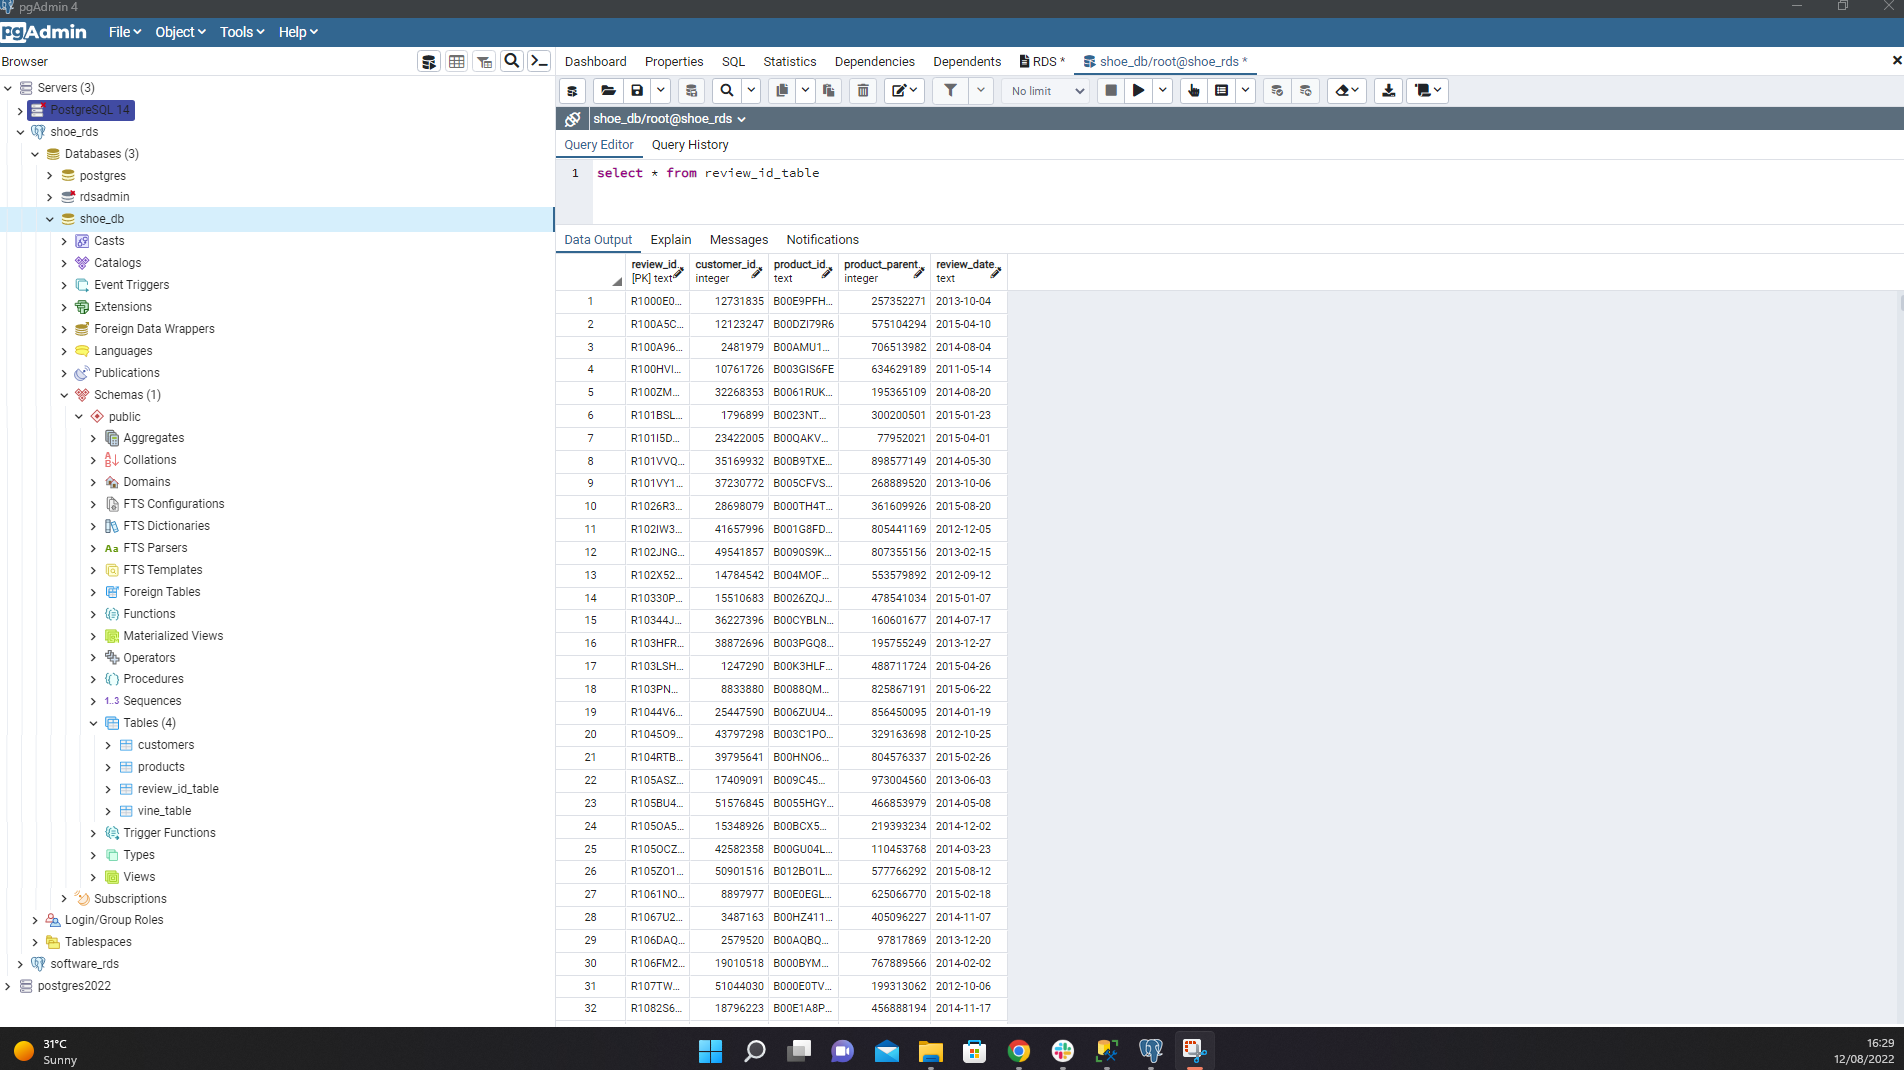 pgAdmin 4
pgAdmin File Object Tools Help
Browser
Dashboard Properties SQL Statistics Dependencies Dependents RDS * shoe_db/root@shoe_rds *
No limit
shoe_db/root@shoe_rds
Query Editor Query History
1 select * from review_id_table
Data Output Explain Messages Notifications
Servers (3)
PostgreSQL 14
shoe_rds
Databases (3)
postgres
rdsadmin
shoe_db
Casts
Catalogs
Event Triggers
Extensions
Foreign Data Wrappers
Languages
Publications
Schemas (1)
public
Aggregates
Collations
Domains
FTS Configurations
FTS Dictionaries
Aa FTS Parsers
FTS Templates
Foreign Tables
Functions
Materialized Views
Operators
Procedures
1..3 Sequences
Tables (4)
customers
products
review_id_table
vine_table
Trigger Functions
Types
Views
Subscriptions
Login/Group Roles
Tablespaces
software_rds
postgres2022
review_id customer_id product_id product_parent review_date
[PK] text integer text integer text
1 R1000E0... 12731835 B00E9PFH... 257352271 2013-10-04
2 R100A5C... 12123247 B00DZI79R6 575104294 2015-04-10
3 R100A96... 2481979 B00AMU1... 706513982 2014-08-04
4 R100HVI... 10761726 B003GIS6FE 634629189 2011-05-14
5 R100ZM... 32268353 B0061RUK... 195365109 2014-08-20
6 R101BSL... 1796899 B0023NT... 300200501 2015-01-23
7 R101I5D... 23422005 B00QAKV... 77952021 2015-04-01
8 R101VVQ... 35169932 B00B9TXE... 898577149 2014-05-30
9 R101VY1... 37230772 B005CFVS... 268889520 2013-10-06
10 R1026R3... 28698079 B000TH4T... 361609926 2015-08-20
11 R102IW3... 41657996 B001G8FD... 805441169 2012-12-05
12 R102JNG... 49541857 B0090S9K... 807355156 2013-02-15
13 R102X52... 14784542 B004MOF... 553579892 2012-09-12
14 R10330P... 15510683 B0026ZQJ... 478541034 2015-01-07
15 R10344J... 36227396 B00CYBLN... 160601677 2014-07-17
16 R103HFR... 38872696 B003PGQ8... 195755249 2013-12-27
17 R103LSH... 1247290 B00K3HLF... 488711724 2015-04-26
18 R103PN... 8833880 B0088QM... 825867191 2015-06-22
19 R1044V6... 25447590 B006ZUU4... 856450095 2014-01-19
20 R1045O9... 43797298 B003C1PO... 329163698 2012-10-25
21 R104RTB... 39795641 B00HNO6... 804576337 2015-02-26
22 R105ASZ... 17409091 B009C45... 973004560 2013-06-03
23 R105BU4... 51576845 B0055HGY... 466853979 2014-05-08
24 R105OA5... 15348926 B00BCX5... 219393234 2014-12-02
25 R105OCZ... 42582358 B00GU04L... 110453768 2014-03-23
26 R105ZO1... 50901516 B012BO1L... 577766292 2015-08-12
27 R1061NO... 8897977 B00E0EGL... 625066770 2015-02-18
28 R1067U2... 3487163 B00HZ411... 405096227 2014-11-07
29 R106DAQ... 2579520 B00AQBQ... 97817869 2013-12-20
30 R106FM2... 19010518 B000BYM... 767889566 2014-02-02
31 R107TW... 51044030 B000E0TV... 199313062 2012-10-06
32 R1082S6... 18796223 B00E1A8P... 456888194 2014-11-17
31°C
Sunny
16:29
12/08/2022